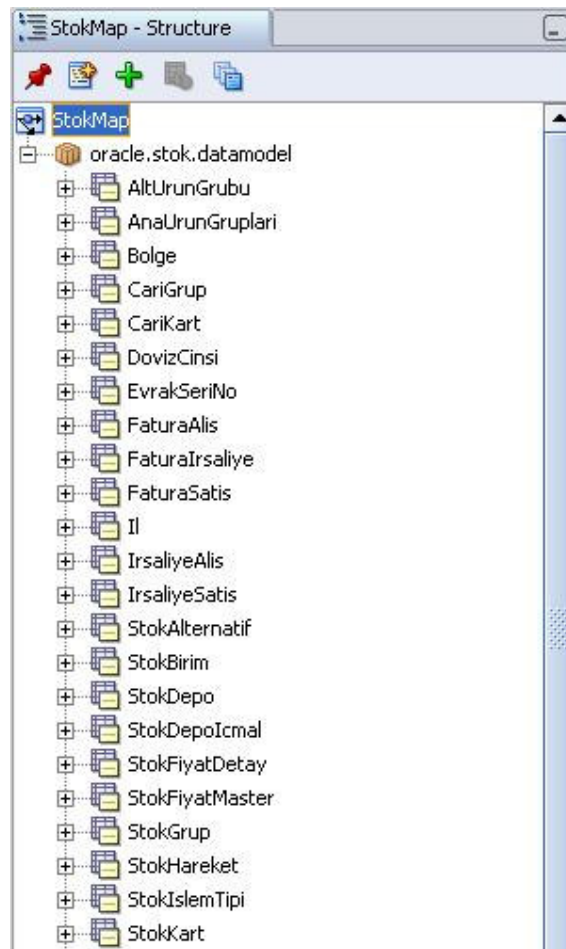 StokMap - Structure
StokMap
oracle.stok.datamodel
AltUrunGrubu
AnaUrunGruplari
Bolge
CariGrup
CariKart
DovizCinsi
EvrakSeriNo
FaturaAlis
FaturaIrsaliye
FaturaSatis
Il
IrsaliyeAlis
IrsaliyeSatis
StokAlternatif
StokBirim
StokDepo
StokDepoIcmal
StokFiyatDetay
StokFiyatMaster
StokGrup
StokHareket
StokIslemTipi
StokKart